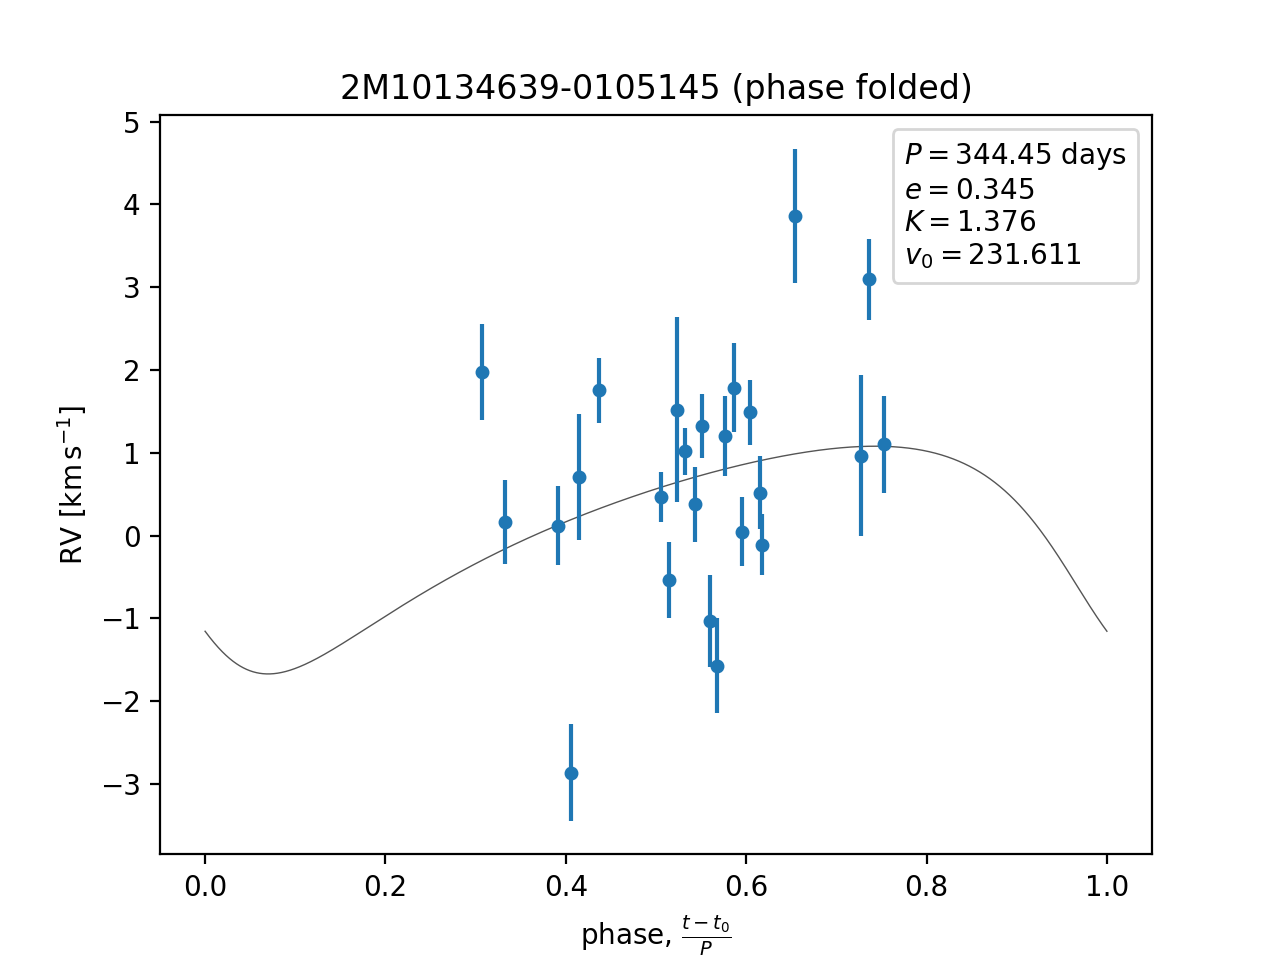 2M10134639-0105145 (phase folded)
P = 344.45 days
e = 0.345
K = 1.376
v₀ = 231.611
5
4
3
2
1
0
−1
−2
−3
RV [km s⁻¹]
0.0 0.2 0.4 0.6 0.8 1.0
phase, (t − t₀)/P